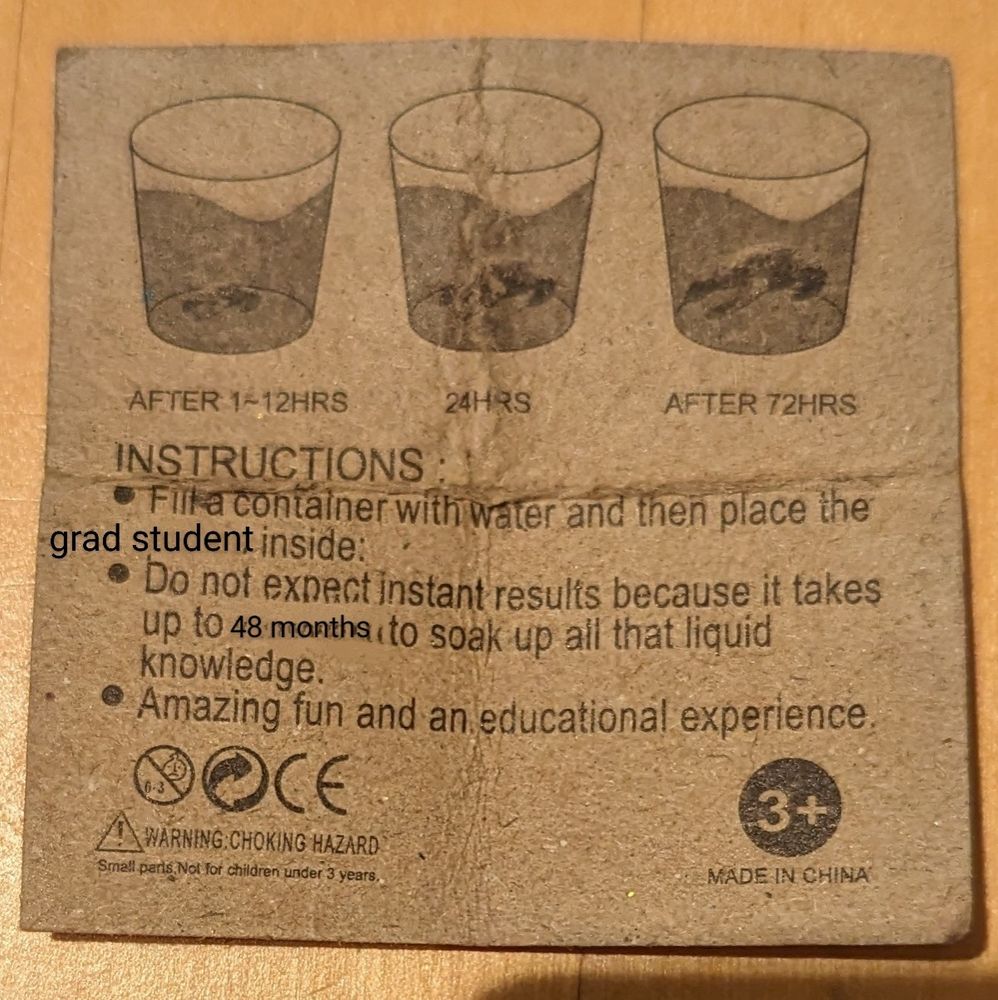 AFTER 1~12HRS 24HRS AFTER 72HRS
INSTRUCTIONS :
• Fill a container with water and then place the
grad student inside:
• Do not expect instant results because it takes
up to 48 months to soak up all that liquid
knowledge.
• Amazing fun and an educational experience.
0-3 CE
3+
WARNING:CHOKING HAZARD
Small parts,Not for children under 3 years.
MADE IN CHINA